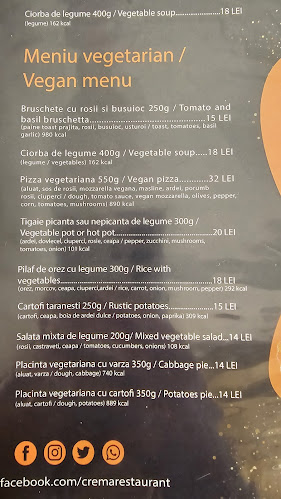 Ciorba de legume 400g / Vegetable soup......................18 LEI
(legume) 162 kcal
Meniu vegetarian /
Vegan menu
Bruschete cu rosii si busuioc 250g / Tomato and
basil bruschetta...............................15 LEI
(paine toast prajita, rosii, busuioc, usturoi / toast, tomatoes, basil
garlic) 980 kcal
Ciorba de legume 400g / Vegetable soup.....18 LEI
(legume / vegetables) 162 kcal
Pizza vegetariana 550g / Vegan pizza...........32 LEI
(aluat, sos de rosii, mozzarella vegana, masline, ardei, porumb
rosii, ciuperci / dough, tomato sauce, vegan mozzarella, olives, pepper,
corn, tomatoes, mushrooms) 890 kcal
Tigaie picanta sau nepicanta de legume 300g /
Vegetable pot or hot pot................................20 LEI
(ardei, dovlecel, ciuperci, rosie, ceapa / pepper, zucchini, mushrooms,
tomatoes, onion) 101 kcal
Pilaf de orez cu legume 300g / Rice with
vegetables....................................................18 LEI
(orez, morcov, ceapa, ciuperci,ardei / rice, carrot, onion, mushroom, pepper) 292 kcal
Cartofi taranesti 250g / Rustic potatoes...............15 LEI
(cartofi, ceapa, boia de ardei dulce / potatoes, onion, paprika) 309 kcal
Salata mixta de legume 200g/ Mixed vegetable salad..14 LEI
(rosii, castraveti, ceapa / tomatoes, cucumbers, onions) 108 kcal
Placinta vegetariana cu varza 350g / Cabbage pie...14 LEI
(aluat, varza / dough, cabbage) 740 kcal
Placinta vegetariana cu cartofi 350g / Potatoes pie...14 LEI
(aluat, cartofi / dough, potatoes) 889 kcal
facebook.com/cremarestaurant